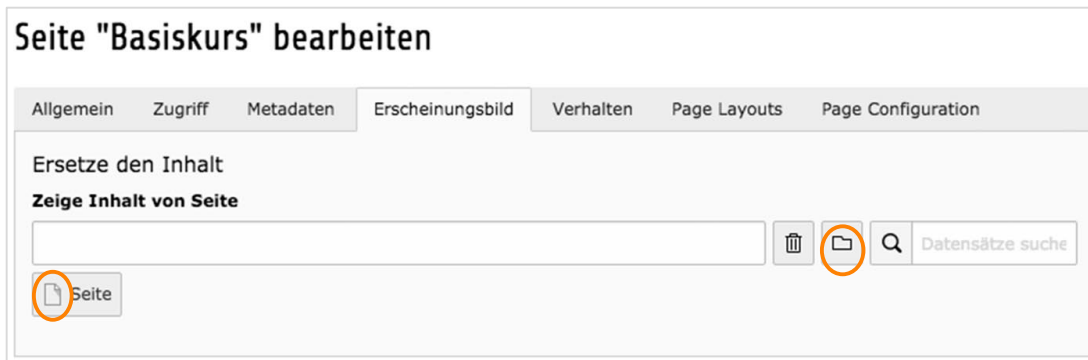 Seite "Basiskurs" bearbeiten
Allgemein Zugriff Metadaten Erscheinungsbild Verhalten Page Layouts Page Configuration
Ersetze den Inhalt
Zeige Inhalt von Seite
Datensätze suche
Seite